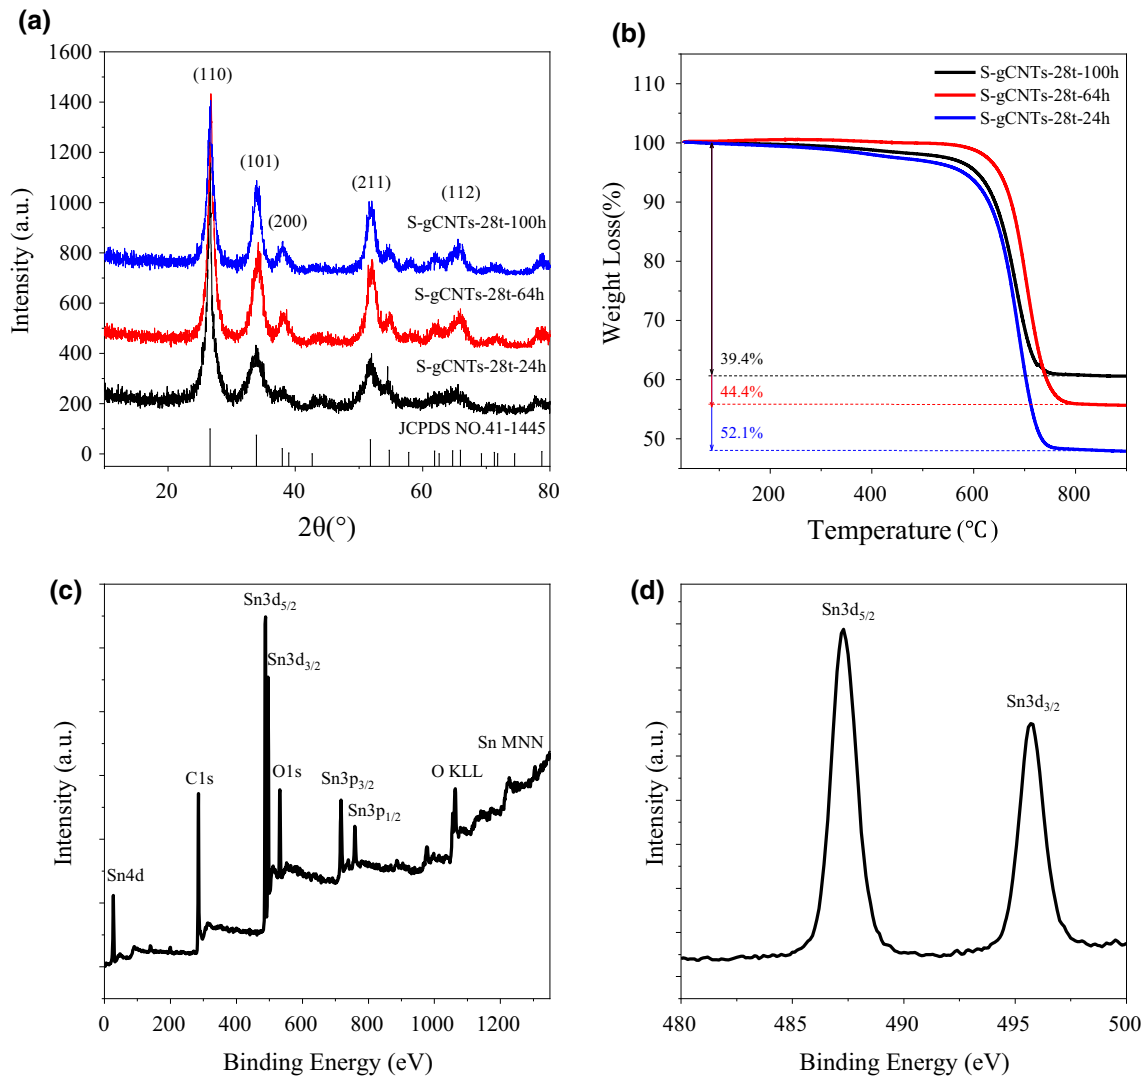 (a)
1600
1400
1200
1000
800
600
400
200
0
Intensity (a.u.)
(110)
(101)
(200)
(211)
(112)
S-gCNTs-28t-100h
S-gCNTs-28t-64h
S-gCNTs-28t-24h
JCPDS NO.41-1445
20 40 60 80
2θ(°)
(b)
110
100
90
80
70
60
50
Weight Loss(%)
S-gCNTs-28t-100h
S-gCNTs-28t-64h
S-gCNTs-28t-24h
39.4%
44.4%
52.1%
200 400 600 800
Temperature (℃)
(c)
Intensity (a.u.)
Sn3d5/2
Sn3d3/2
Sn MNN
C1s
O1s
Sn3p3/2
O KLL
Sn3p1/2
Sn4d
0 200 400 600 800 1000 1200
Binding Energy (eV)
(d)
Intensity (a.u.)
Sn3d5/2
Sn3d3/2
480 485 490 495 500
Binding Energy (eV)